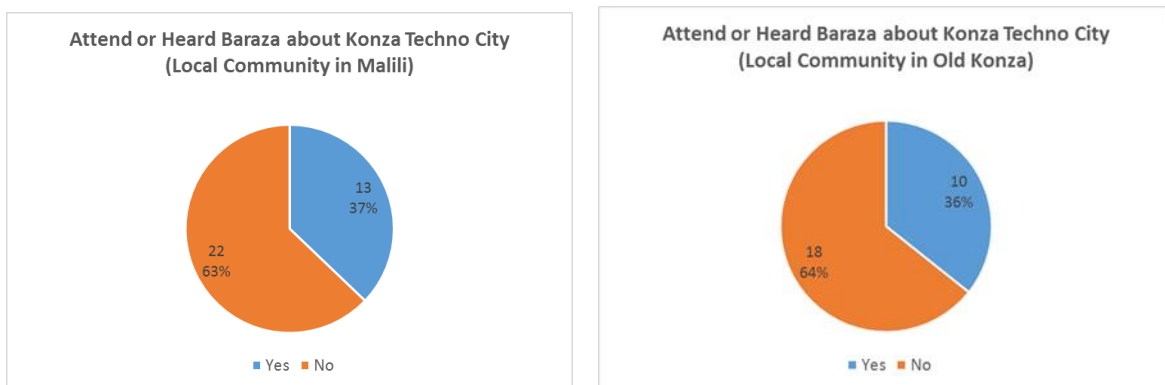 Attend or Heard Baraza about Konza Techno City
(Local Community in Malili)
13
37%
22
63%
Yes No
Attend or Heard Baraza about Konza Techno City
(Local Community in Old Konza)
10
36%
18
64%
Yes No